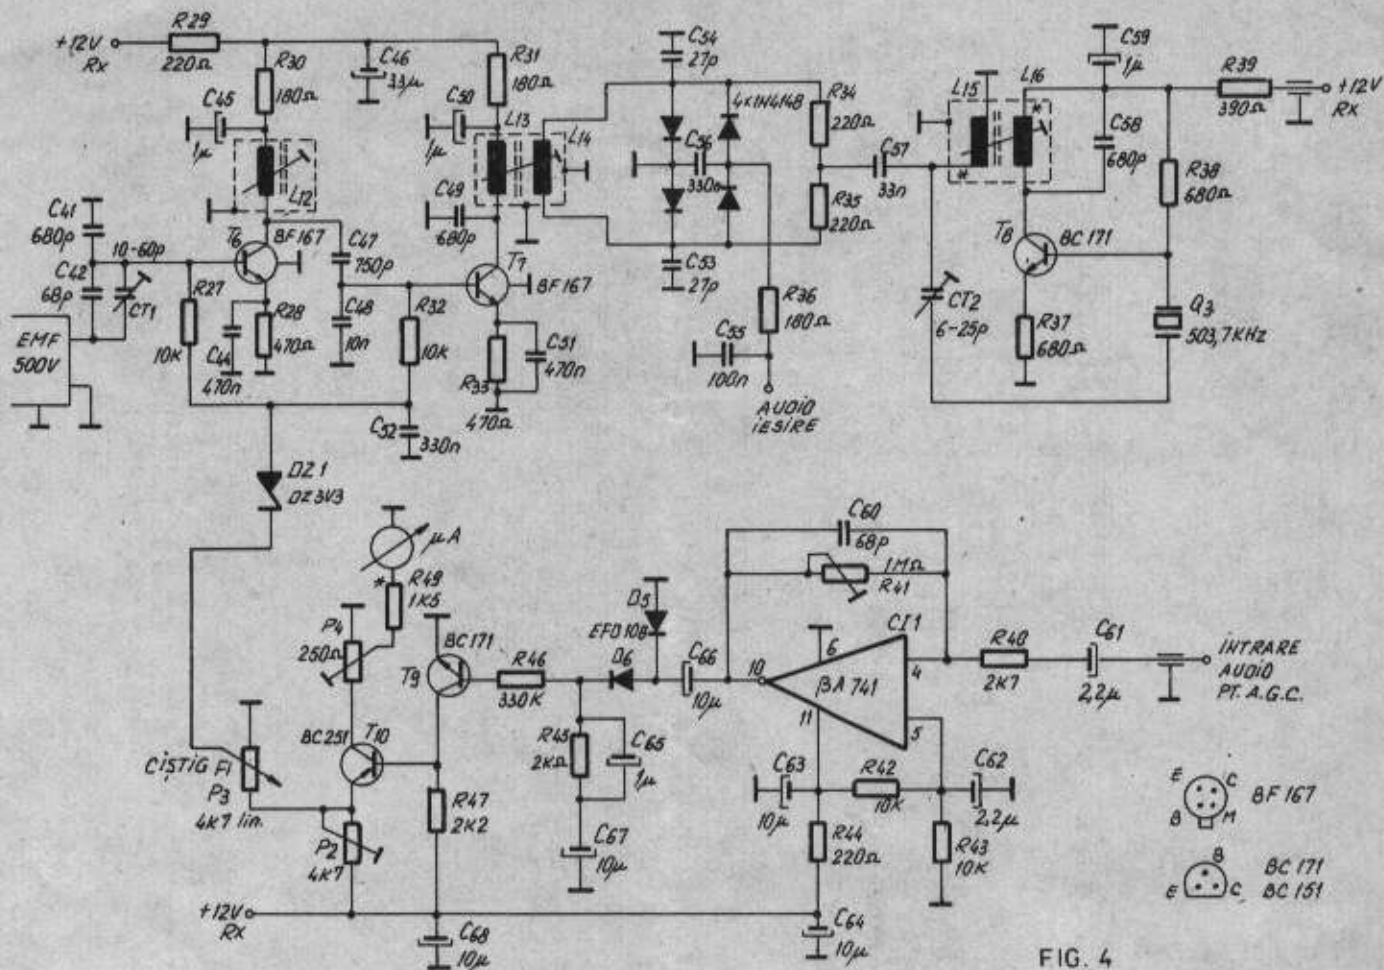 +12V
Rx
R29
220Ω
R30
180Ω
C45
1µ
C46
33µ
R31
180Ω
C50
1µ
L12
L13
L14
C41
680p
C42
68p
10-60p
CT1
EMF
500V
R27
10K
T6
BF167
C44
470n
R28
470Ω
C47
750p
C48
10n
C49
680p
R32
10K
T7
BF167
R33
470Ω
C51
470n
C52
330n
C54
27p
4x1N4148
C56
330n
C53
27p
R34
220Ω
R35
220Ω
C57
33n
R36
180Ω
C55
100n
AUDIO
IESIRE
L15
L16
*
*
C59
1µ
C58
680p
R39
390Ω
+12V
Rx
R38
680Ω
T8
BC171
CT2
6-25p
R37
680Ω
Q3
503,7KHz
DZ1
DZ3V3
µA
*
R49
1K5
P4
250Ω
BC171
T9
R46
330K
D5
EFD108
D6
C66
10µ
C60
68p
1MΩ
R41
CI1
10
6
βA741
4
11
5
R40
2K7
C61
2,2µ
INTRARE
AUDIO
PT. A.G.C.
BC251
T10
CIŞTIG FI
P3
4K7 lin.
P2
4K7
R47
2K2
R45
2KΩ
C65
1µ
C67
10µ
C63
10µ
R42
10K
C62
2,2µ
R44
220Ω
R43
10K
+12V
Rx
C68
10µ
C64
10µ
E C
B M
BF167
B
E C
BC171
BC151
FIG. 4